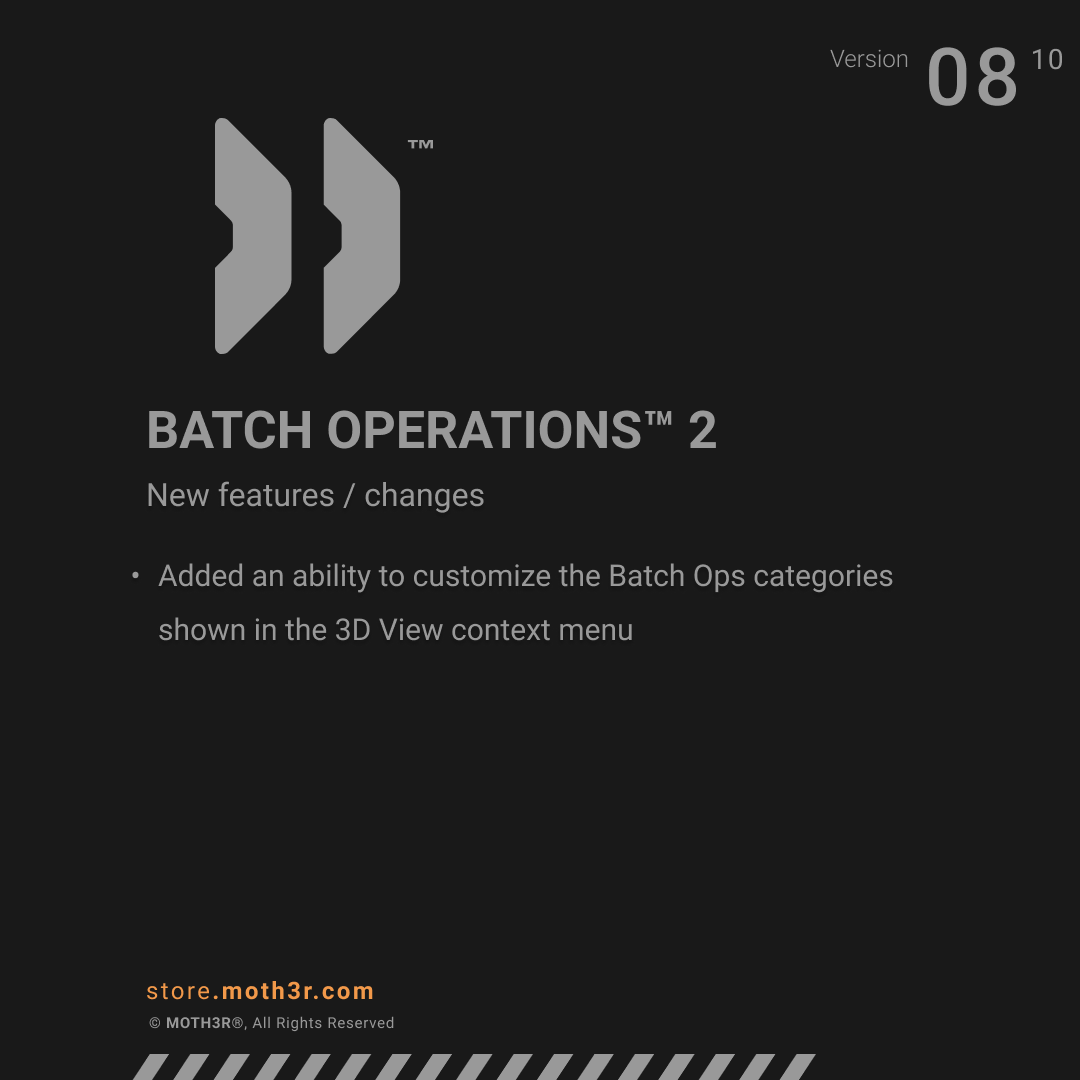 Version 08 10
™
BATCH OPERATIONS™ 2
New features / changes
• Added an ability to customize the Batch Ops categories
shown in the 3D View context menu
store.moth3r.com
© MOTH3R®, All Rights Reserved